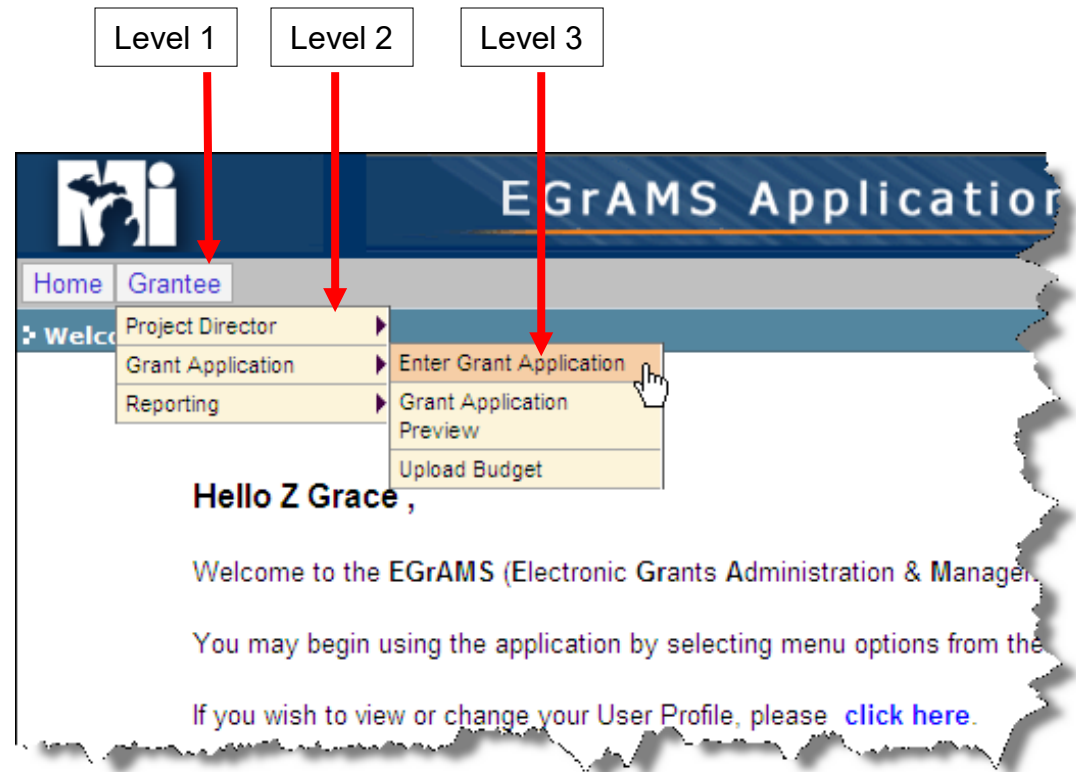 Level 1 Level 2 Level 3
Mi
EGrAMS Application
Home Grantee
Project Director
Grant Application
Reporting
Enter Grant Application
Grant Application
Preview
Upload Budget
Hello Z Grace ,
Welcome to the EGrAMS (Electronic Grants Administration &
You may begin using the application by selecting menu options from the
If you wish to view or change your User Profile, please click here.